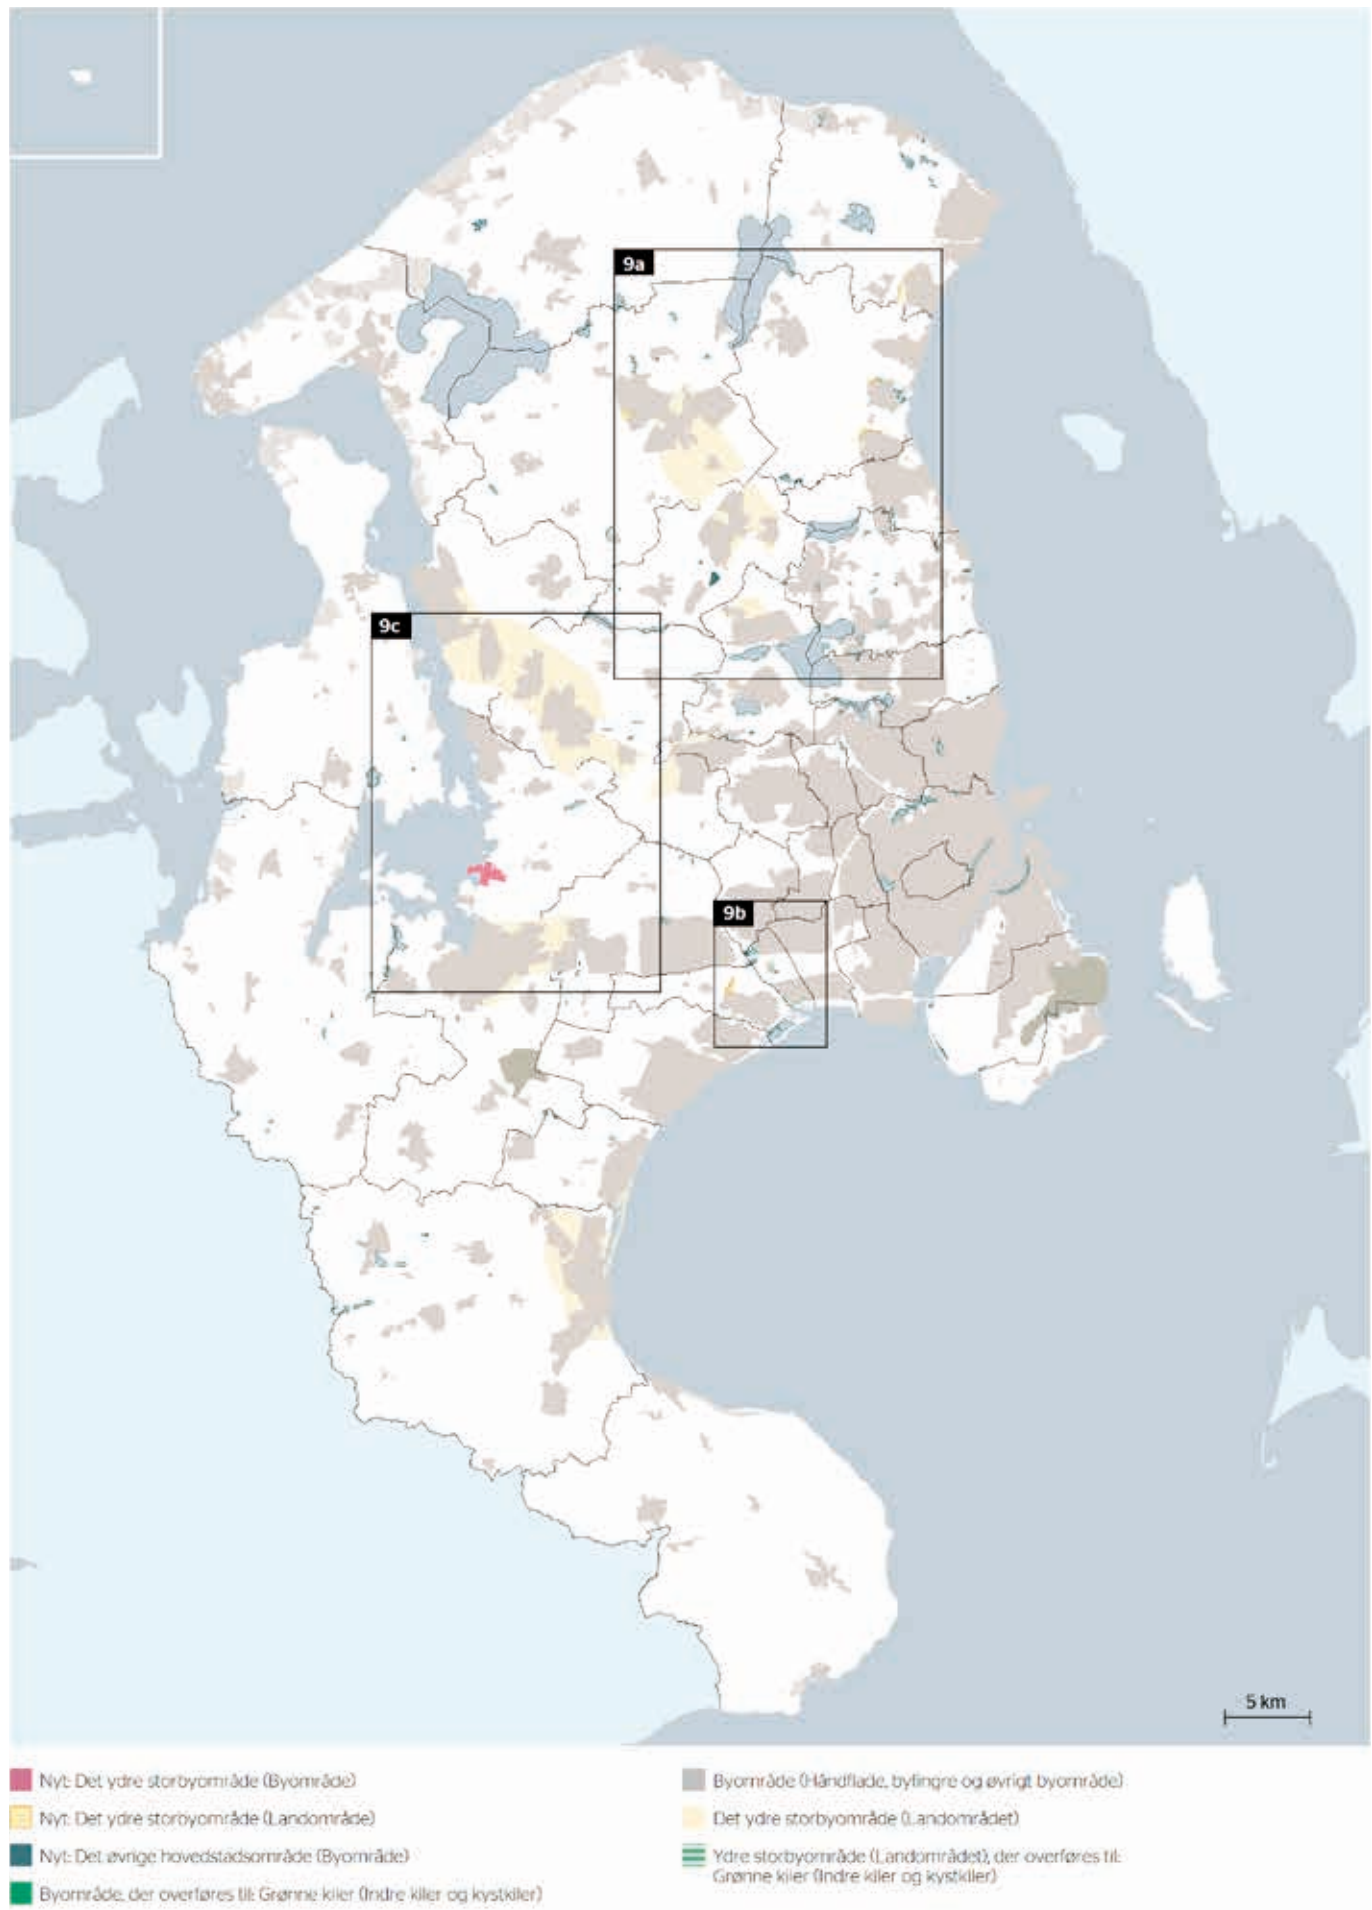 9a
9c
9b
5 km
Nyt: Det ydre storbyområde (Byområde)
Nyt: Det ydre storbyområde (Landområde)
Nyt: Det øvrige hovedstadsområde (Byområde)
Byområde, der overføres til: Grønne kiler (Indre kiler og kystkiler)
Byområde (Håndflade, byfingre og øvrigt byområde)
Det ydre storbyområde (Landområdet)
Ydre storbyområde (Landområdet), der overføres til:
Grønne kiler (Indre kiler og kystkiler)